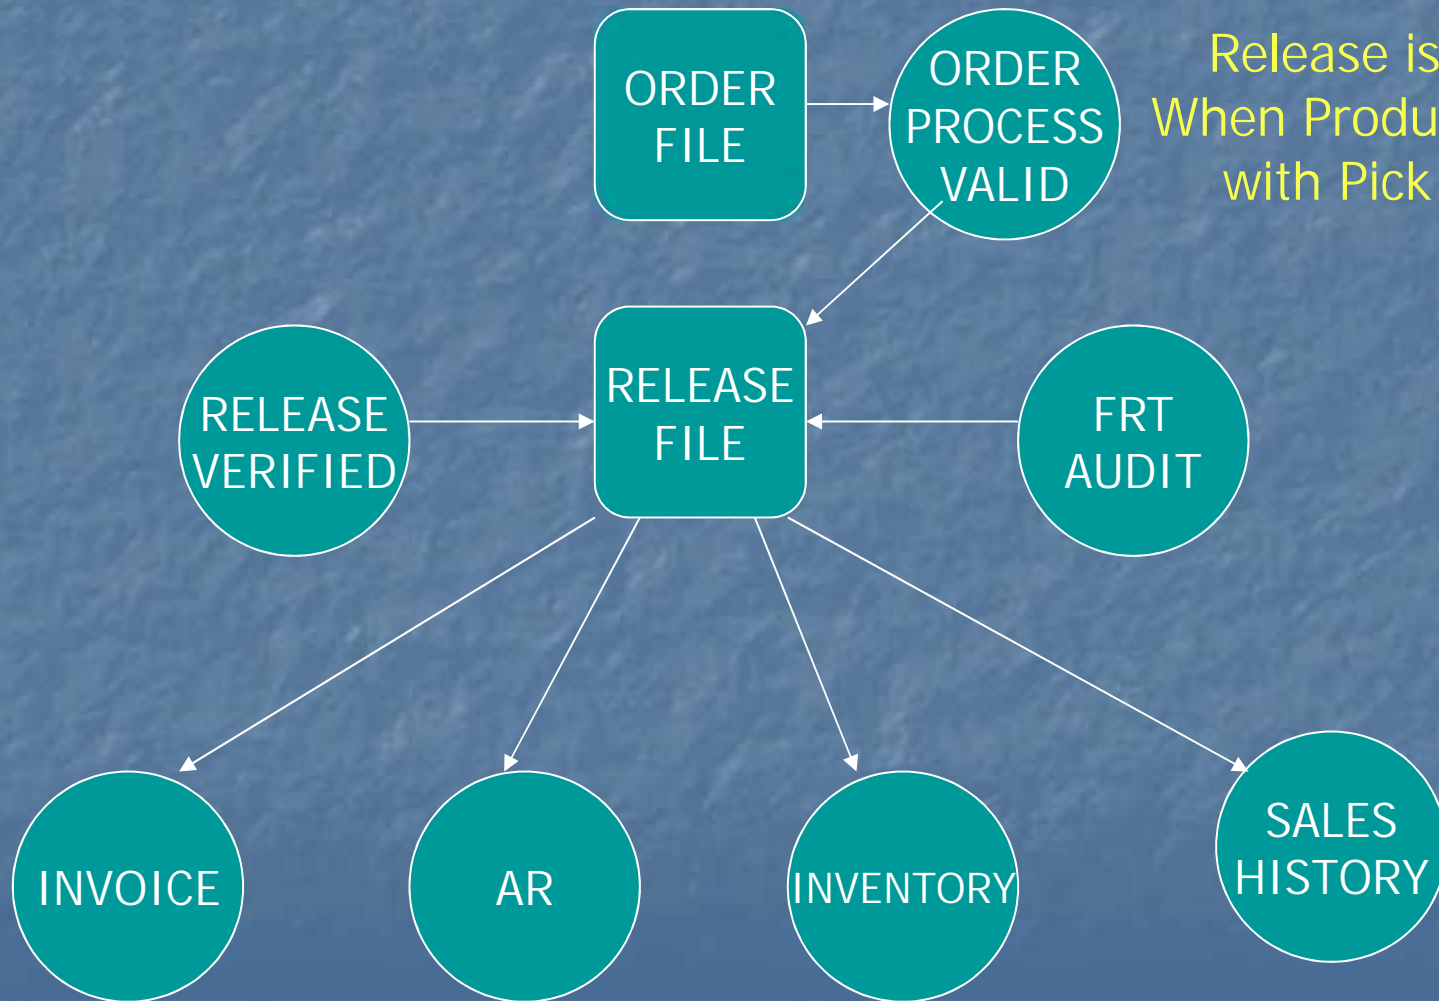 ORDER
FILE
ORDER
PROCESS
VALID
Release is
When
with Pick
RELEASE
VERIFIED
RELEASE
FILE
FRT
AUDIT
INVOICE
AR
INVENTORY
SALES
HISTORY